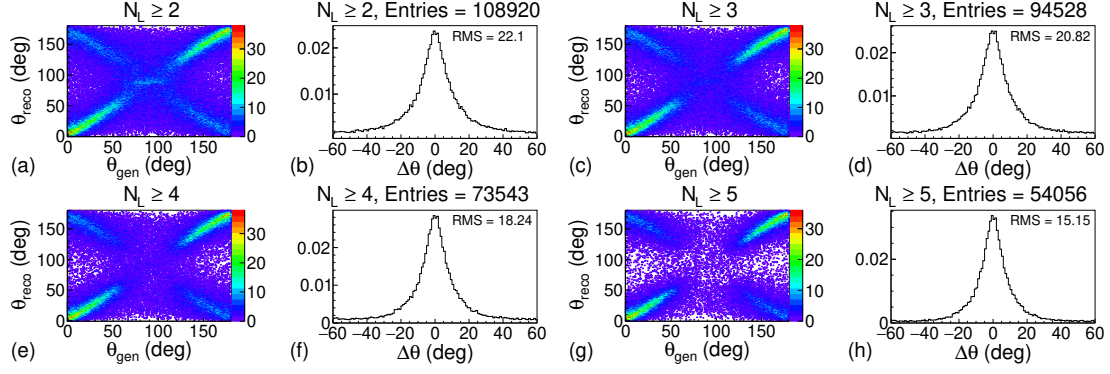 N_L ≥ 2
N_L ≥ 2, Entries = 108920
N_L ≥ 3
N_L ≥ 3, Entries = 94528
θ_reco (deg)
150
100
50
0
0 50 100 150
θ_gen (deg)
30
20
10
0
(a)
0.02
0.01
RMS = 22.1
−60 −40 −20 0 20 40 60
Δθ (deg)
(b)
θ_reco (deg)
150
100
50
0
0 50 100 150
θ_gen (deg)
30
20
10
0
(c)
0.02
0.01
RMS = 20.82
−60 −40 −20 0 20 40 60
Δθ (deg)
(d)
N_L ≥ 4
N_L ≥ 4, Entries = 73543
N_L ≥ 5
N_L ≥ 5, Entries = 54056
θ_reco (deg)
150
100
50
0
0 50 100 150
θ_gen (deg)
30
20
10
0
(e)
0.02
0.01
0
RMS = 18.24
−60 −40 −20 0 20 40 60
Δθ (deg)
(f)
θ_reco (deg)
150
100
50
0
0 50 100 150
θ_gen (deg)
30
20
10
0
(g)
0.02
0
RMS = 15.15
−60 −40 −20 0 20 40 60
Δθ (deg)
(h)